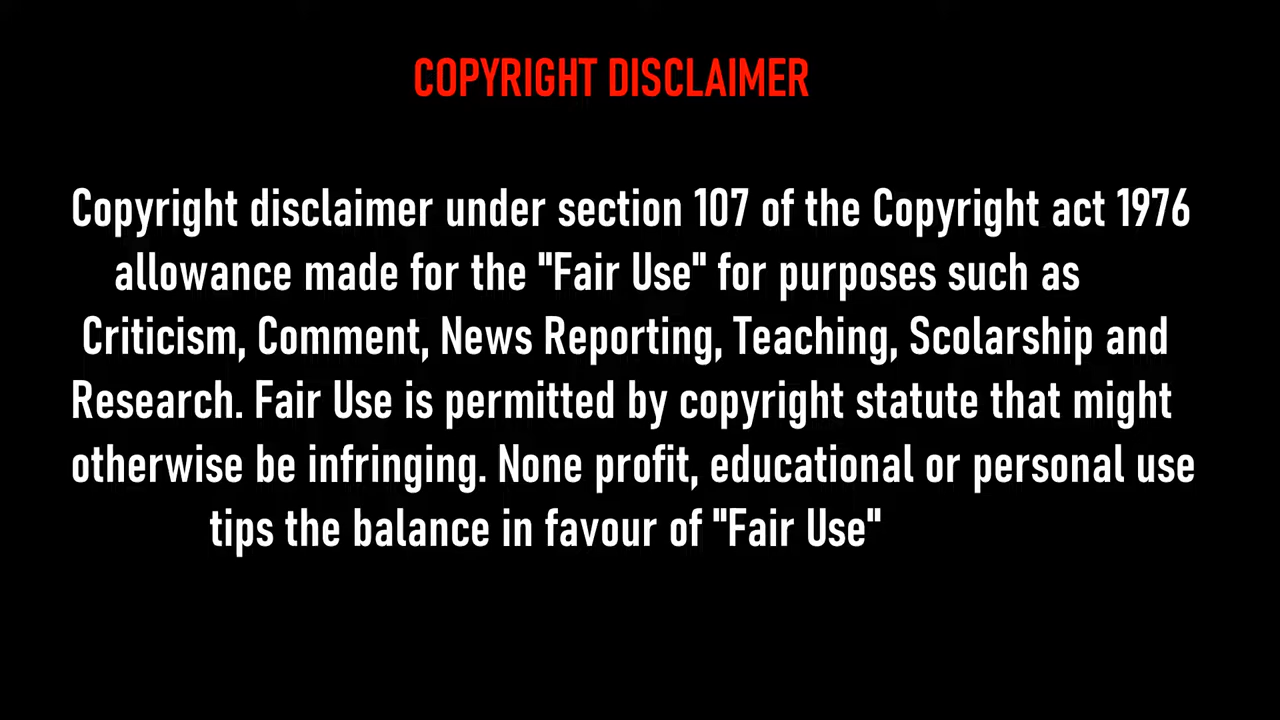 COPYRIGHT DISCLAIMER
Copyright disclaimer under section 107 of the Copyright act 1976
allowance made for the "Fair Use" for purposes such as
Criticism, Comment, News Reporting, Teaching, Scolarship and
Research. Fair Use is permitted by copyright statute that might
otherwise be infringing. None profit, educational or personal use
tips the balance in favour of "Fair Use"